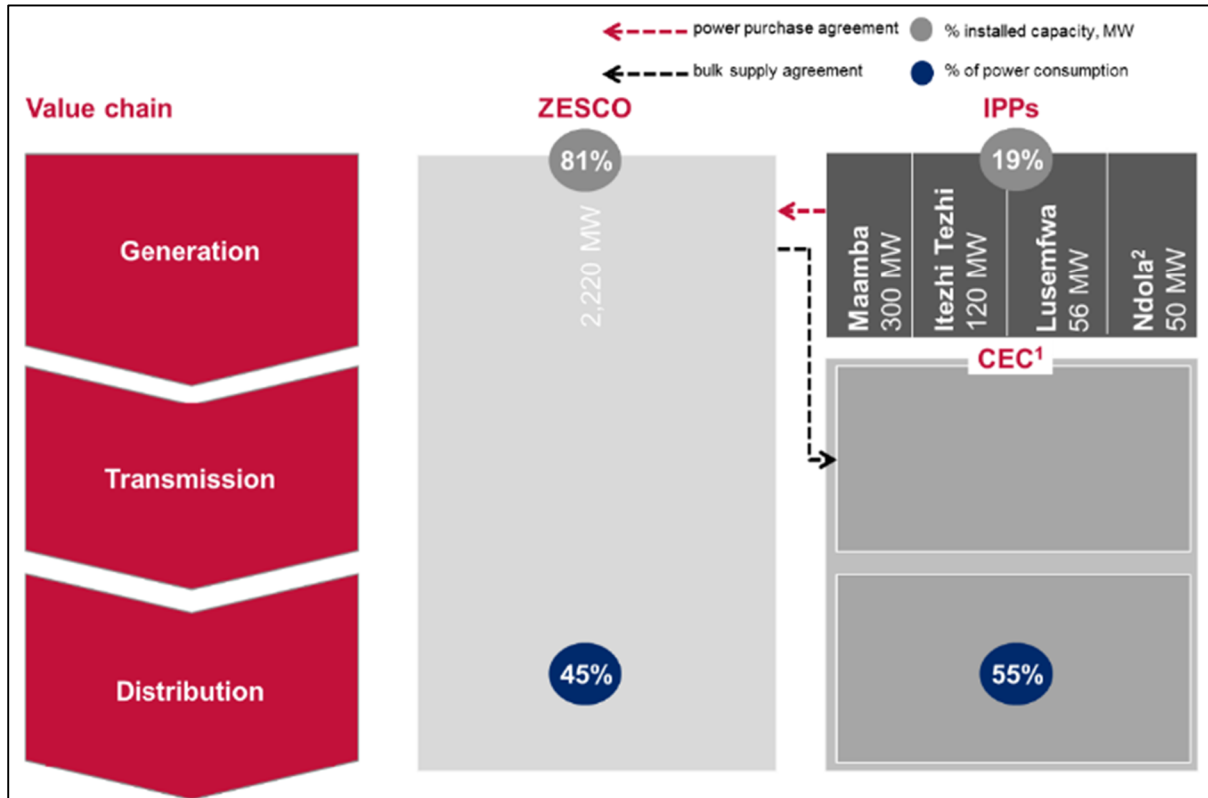 power purchase agreement
% installed capacity, MW
bulk supply agreement
% of power consumption
Value chain
ZESCO
IPPs
81%
19%
Generation
2,220 MW
Maamba
300 MW
Itezhi Tezhi
120 MW
Lusemfwa
56 MW
Ndola²
50 MW
CEC¹
Transmission
Distribution
45%
55%